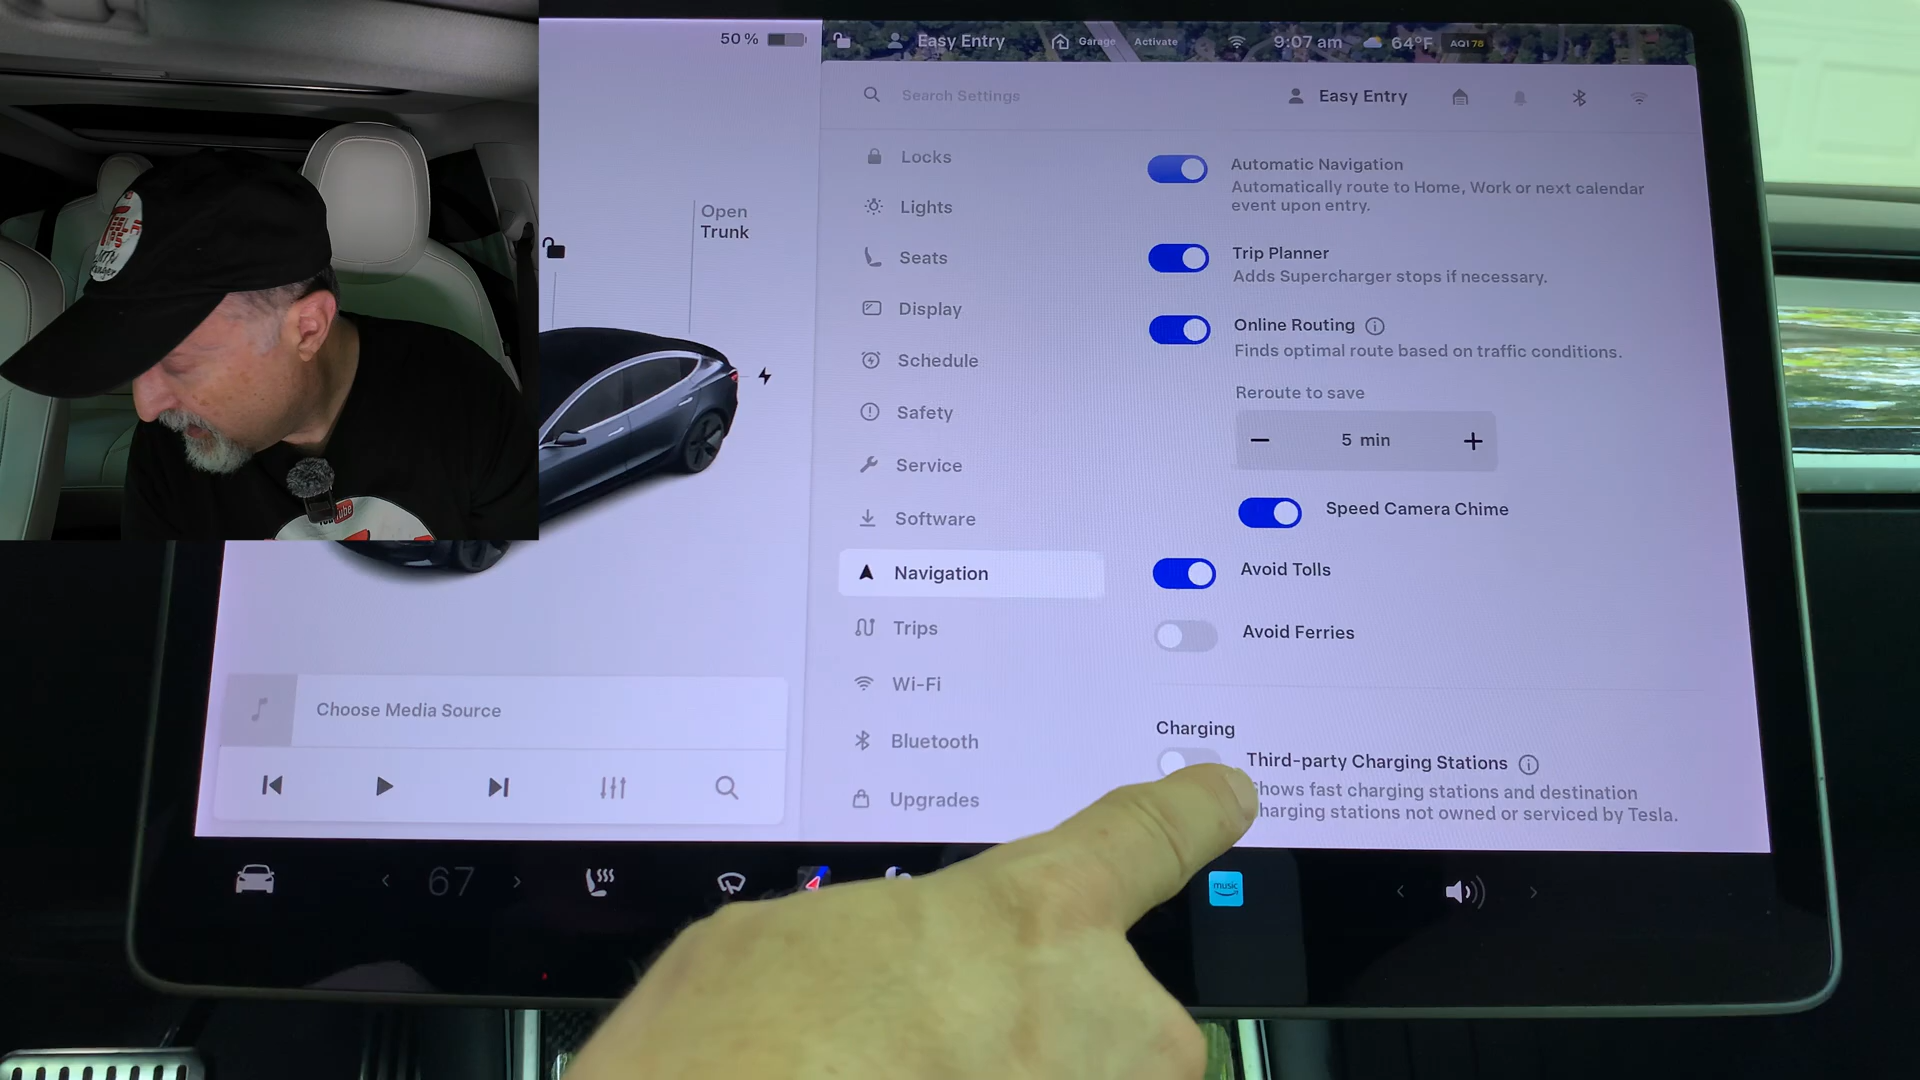 50 %
Easy Entry
Garage
Activate
9:07 am
64°F
AQI 78
Search Settings
Easy Entry
Open
Trunk
Locks
Lights
Seats
Display
Schedule
Safety
Service
Software
Navigation
Trips
Wi-Fi
Bluetooth
Upgrades
Automatic Navigation
Automatically route to Home, Work or next calendar
event upon entry.
Trip Planner
Adds Supercharger stops if necessary.
Online Routing
Finds optimal route based on traffic conditions.
Reroute to save
5 min
Speed Camera Chime
Avoid Tolls
Avoid Ferries
Charging
Third-party Charging Stations
hows fast charging stations and destination
harging stations not owned or serviced by Tesla.
Choose Media Source
67
music